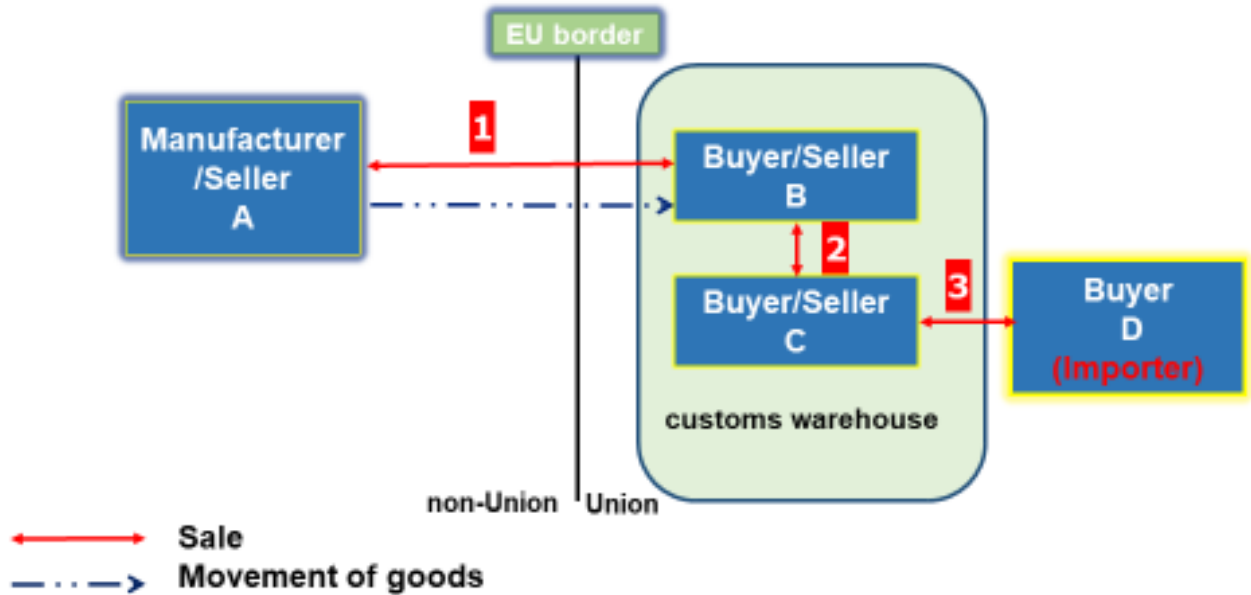 EU border
Manufacturer
/Seller
A
1
Buyer/Seller
B
2
Buyer/Seller
C
3
Buyer
D
(Importer)
customs warehouse
non-Union
Union
Sale
Movement of goods